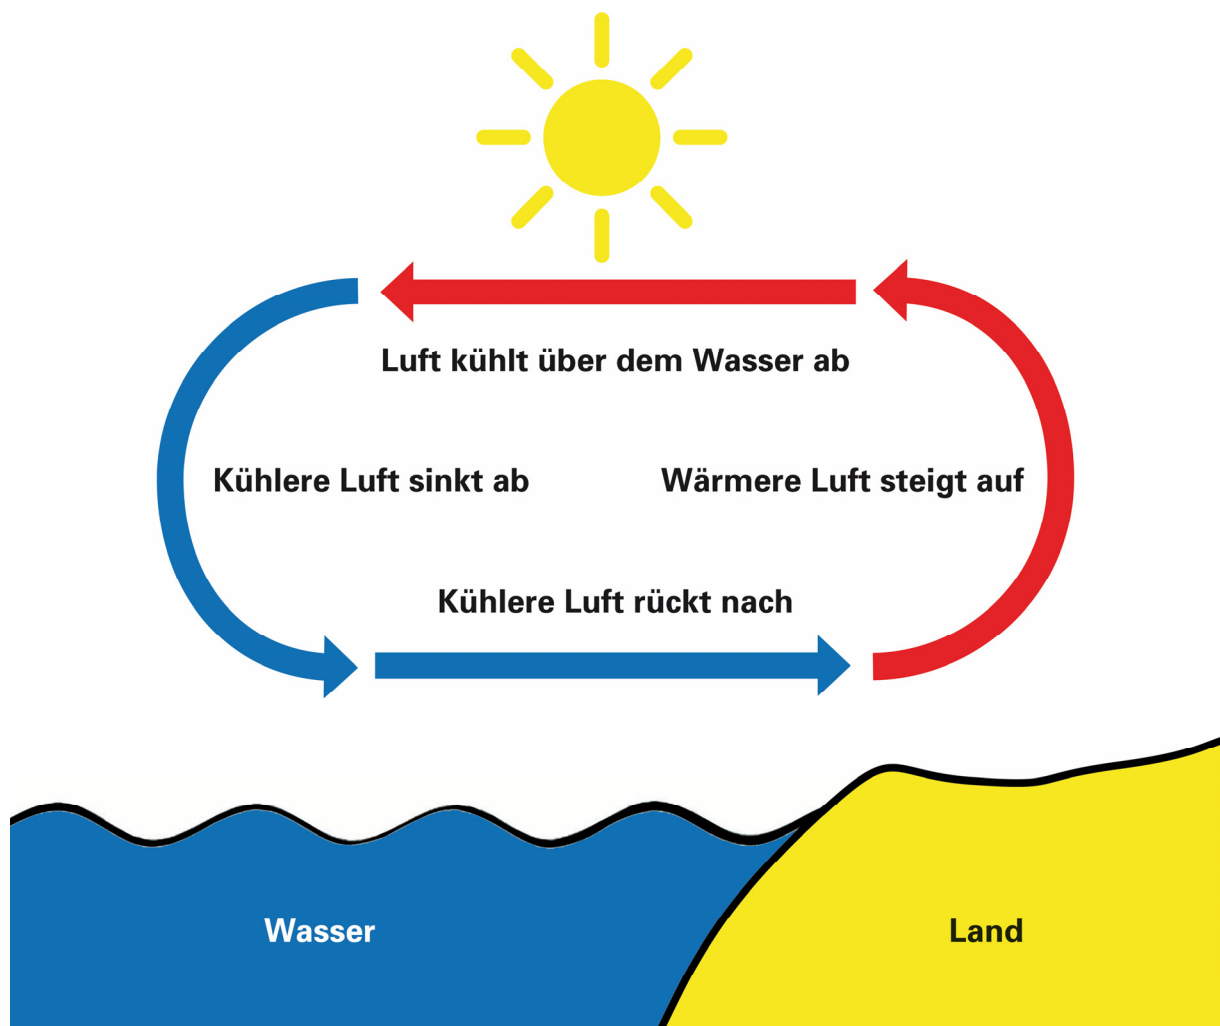 Luft kühlt über dem Wasser ab
Kühlere Luft sinkt ab
Wärmere Luft steigt auf
Kühlere Luft rückt nach
Wasser
Land